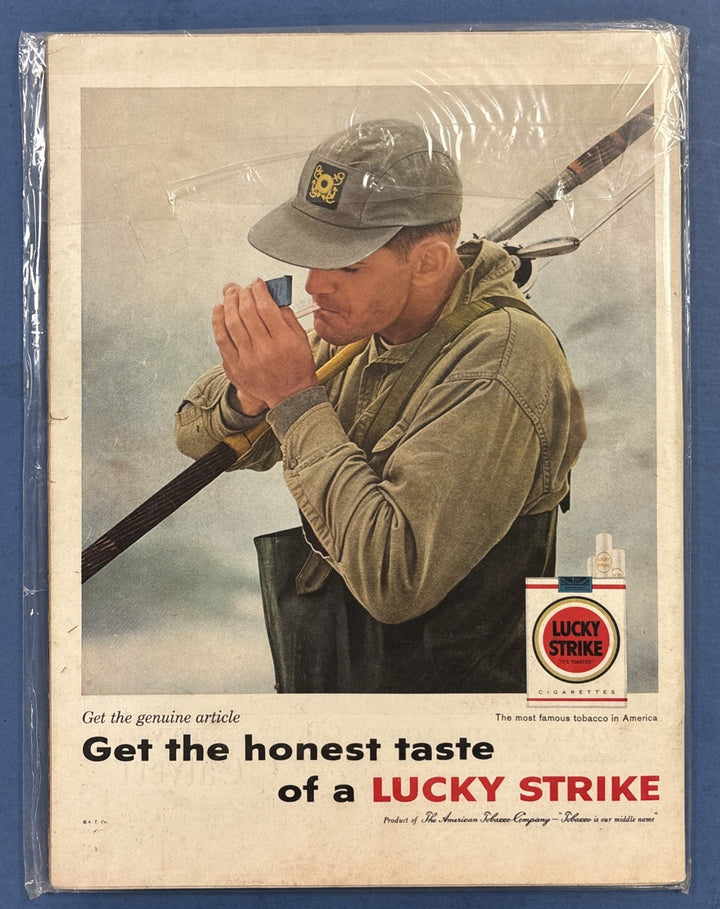 LUCKY
STRIKE
"IT'S TOASTED"
CIGARETTES
Get the genuine article
The most famous tobacco in America
Get the honest taste
of a LUCKY STRIKE
© A. T. Co.
Product of The American Tobacco Company — "Tobacco is our middle name"